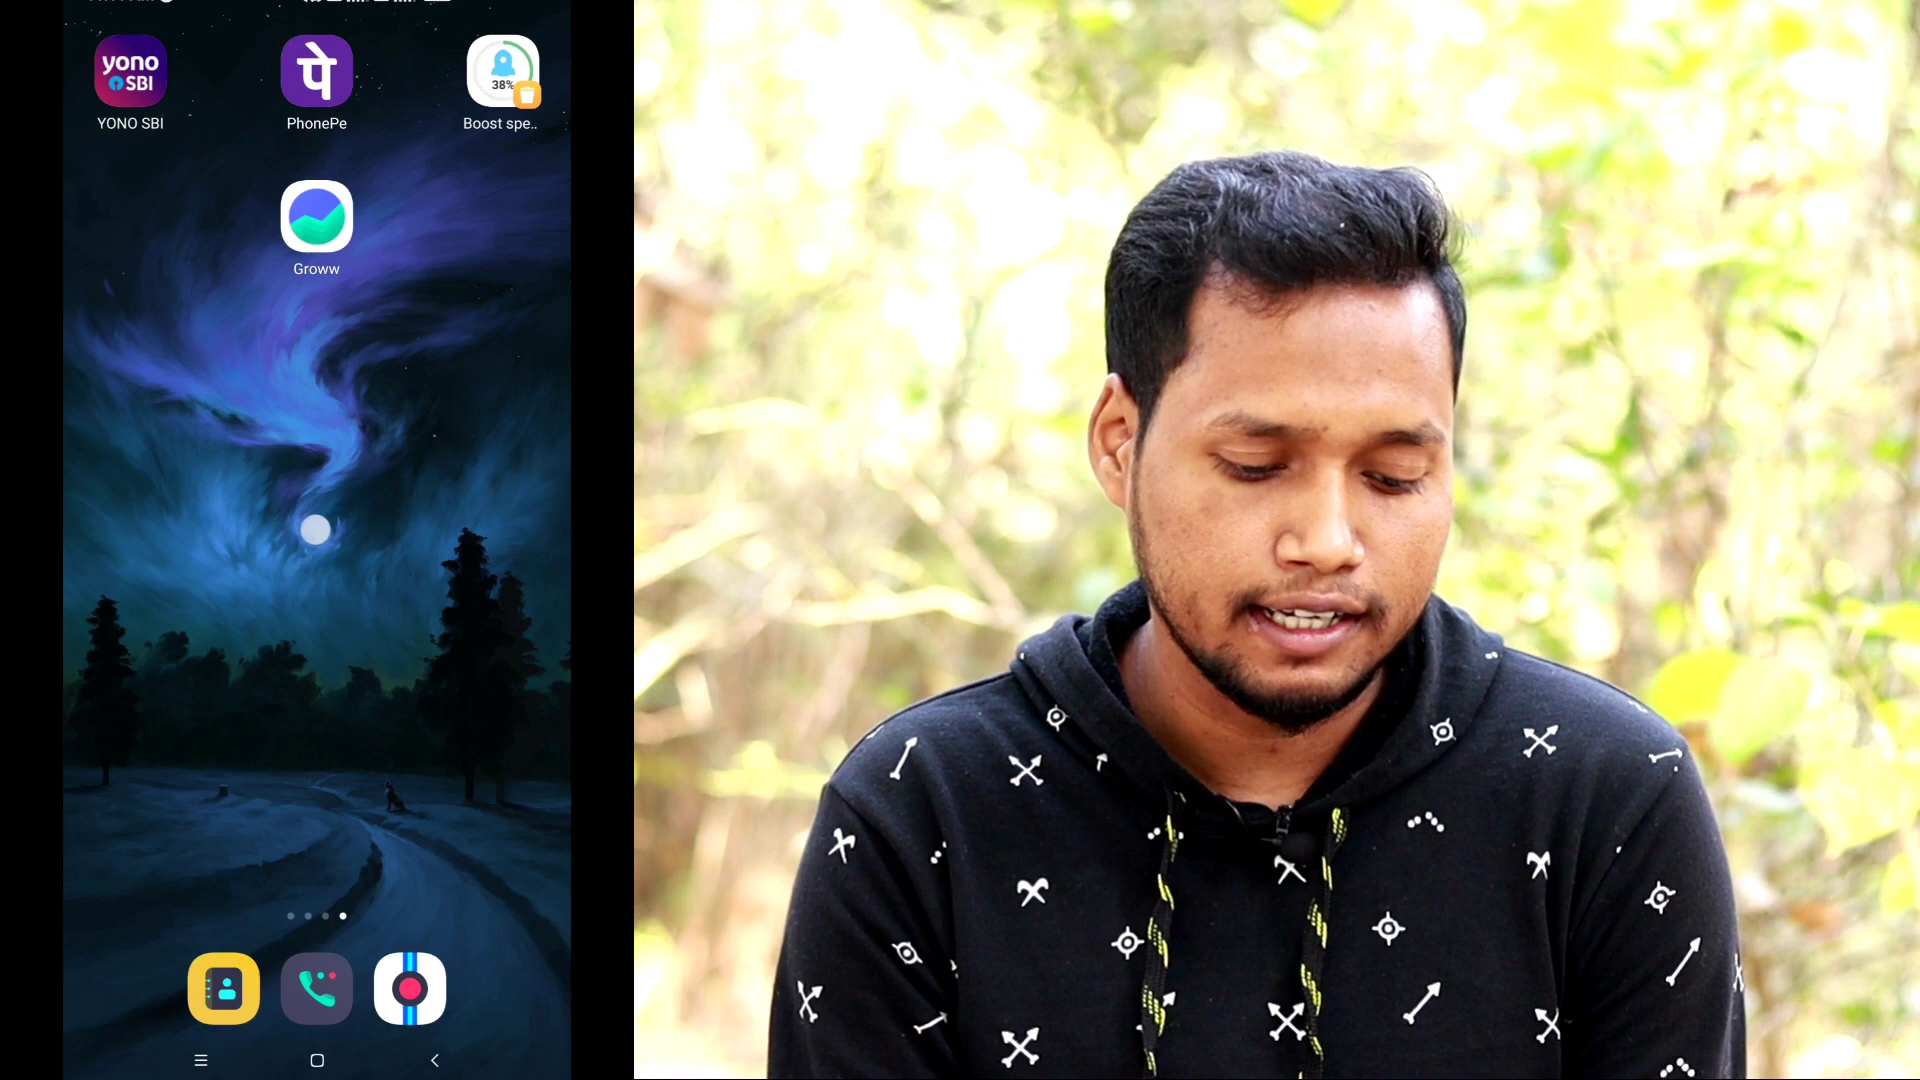 yono
SBI
पे
38%
YONO SBI
PhonePe
Boost spe..
Groww